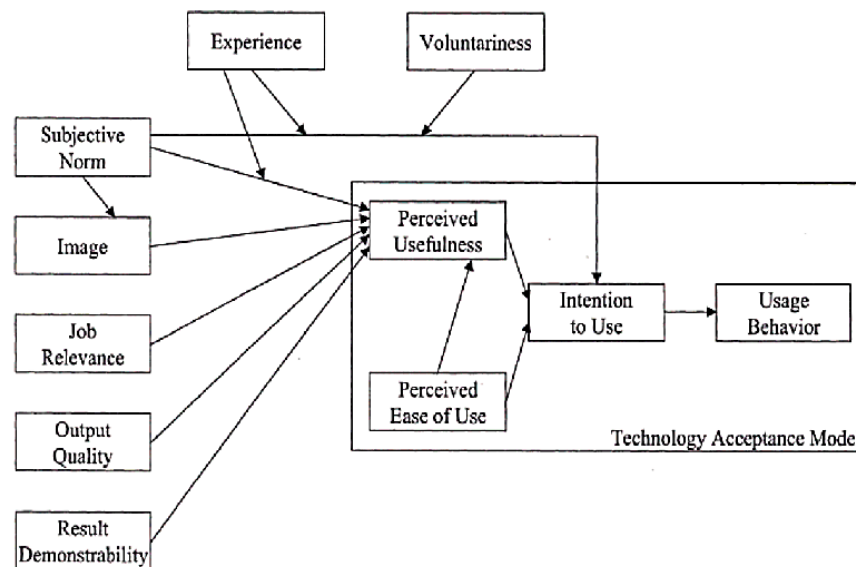 Experience
Voluntariness
Subjective
Norm
Image
Job
Relevance
Output
Quality
Result
Demonstrability
Perceived
Usefulness
Perceived
Ease of Use
Intention
to Use
Usage
Behavior
Technology Acceptance Mode